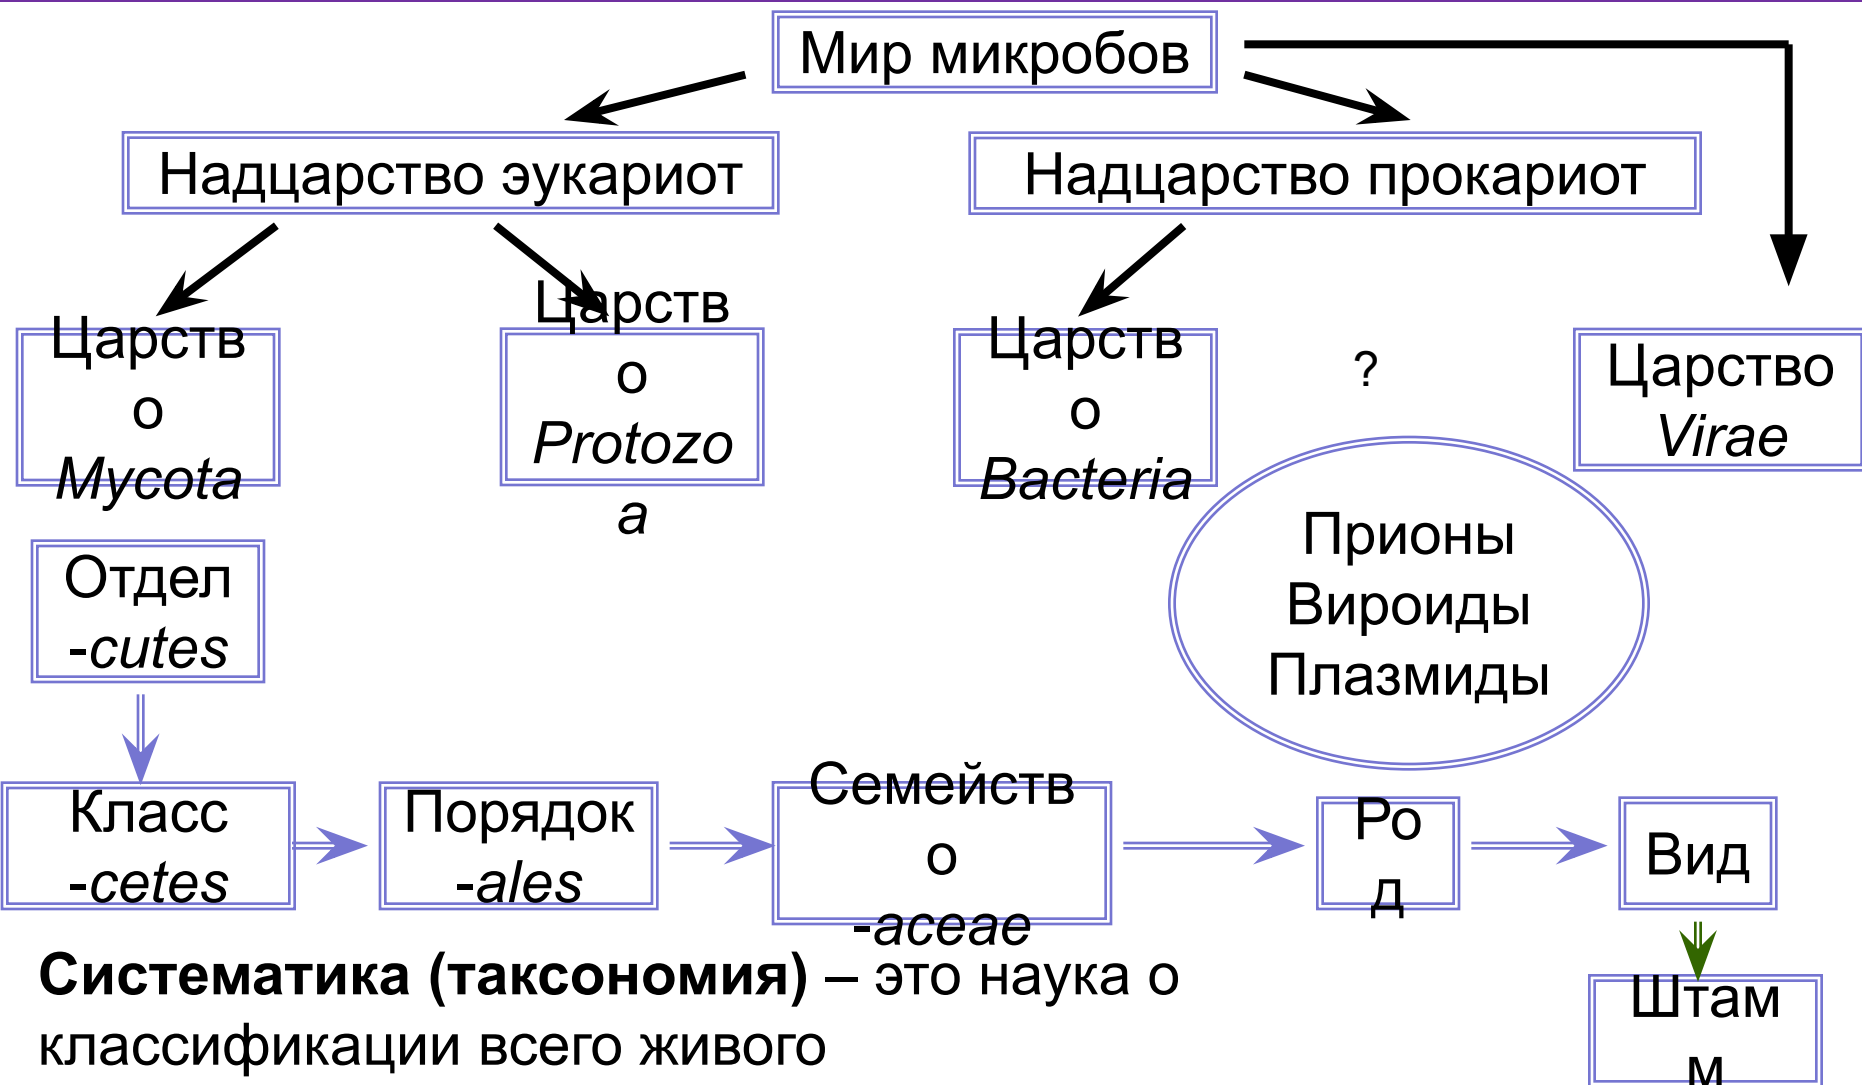 Мир микробов
Надцарство эукариот
Надцарство прокариот
Царств
о
Mycota
Царств
о
Protozo
a
Царств
о
Bacteria
?
Царство
Virae
Прионы
Вироиды
Плазмиды
Отдел
-cutes
Класс
-cetes
Порядок
-ales
Семейств
о
-aceae
Ро
д
Вид
Штам
м
Систематика (таксономия) – это наука о
классификации всего живого